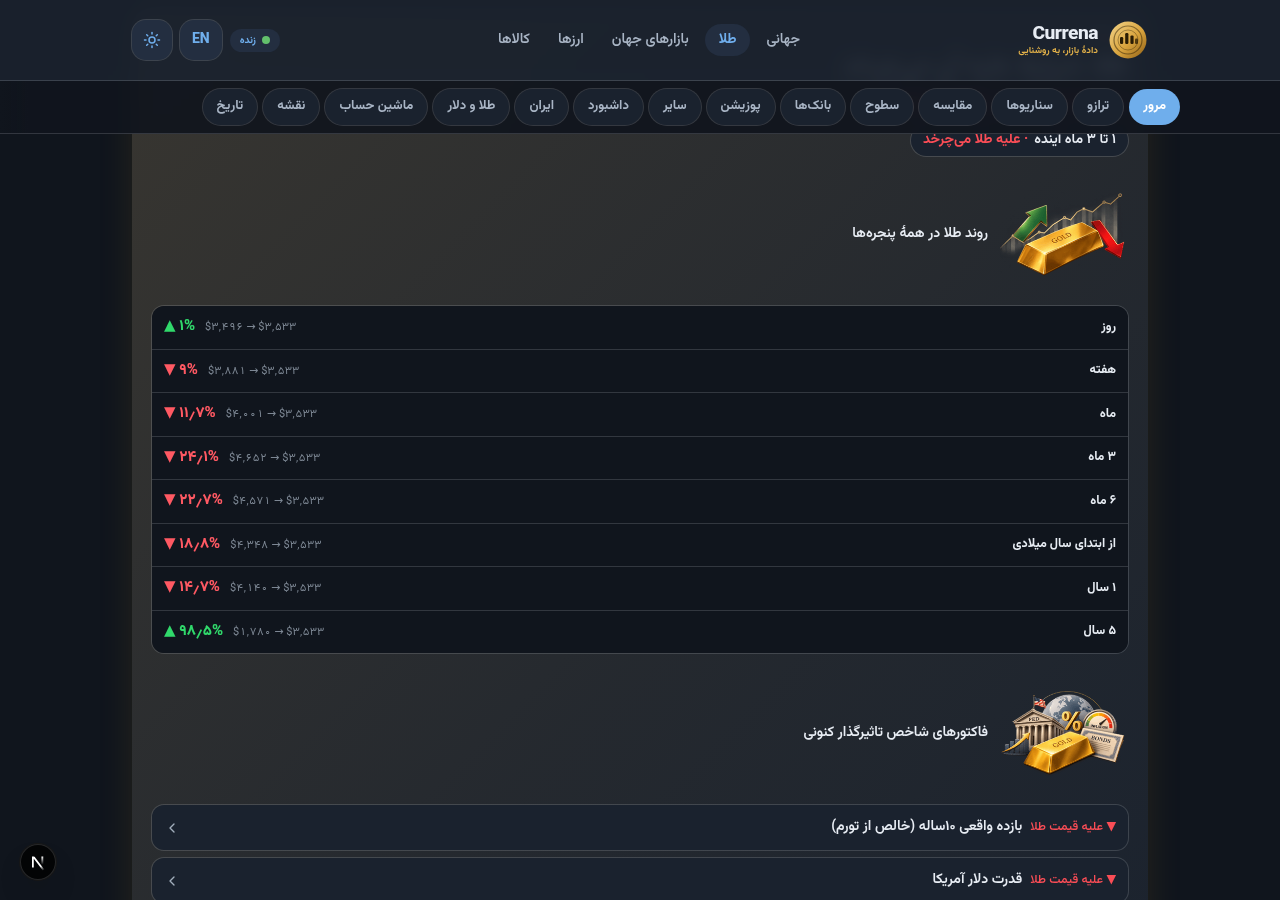 Currena
دادهٔ بازار، به روشنایی
جهانی
طلا
بازارهای جهان
ارزها
کالاها
زنده
EN
مرور
ترازو
سناریوها
مقایسه
سطوح
بانک‌ها
پوزیشن
سایر
داشبورد
ایران
طلا و دلار
ماشین حساب
نقشه
تاریخ
۱ تا ۳ ماه آینده · علیه طلا می‌چرخد
GOLD
روند طلا در همهٔ پنجره‌ها
روز $۳,۴۹۶ → $۳,۵۳۳ ۱% ▲
هفته $۳,۸۸۱ → $۳,۵۳۳ ۹% ▼
ماه $۴,۰۰۱ → $۳,۵۳۳ ۱۱٫۷% ▼
۳ ماه $۴,۶۵۲ → $۳,۵۳۳ ۲۴٫۱% ▼
۶ ماه $۴,۵۷۱ → $۳,۵۳۳ ۲۲٫۷% ▼
از ابتدای سال میلادی $۴,۳۴۸ → $۳,۵۳۳ ۱۸٫۸% ▼
۱ سال $۴,۱۴۰ → $۳,۵۳۳ ۱۴٫۷% ▼
۵ سال $۱,۷۸۰ → $۳,۵۳۳ ۹۸٫۵% ▲
FED
%
BONDS
GOLD
فاکتورهای شاخص تاثیرگذار کنونی
▼ علیه قیمت طلا بازده واقعی ۱۰ساله (خالص از تورم)
▼ علیه قیمت طلا قدرت دلار آمریکا
N